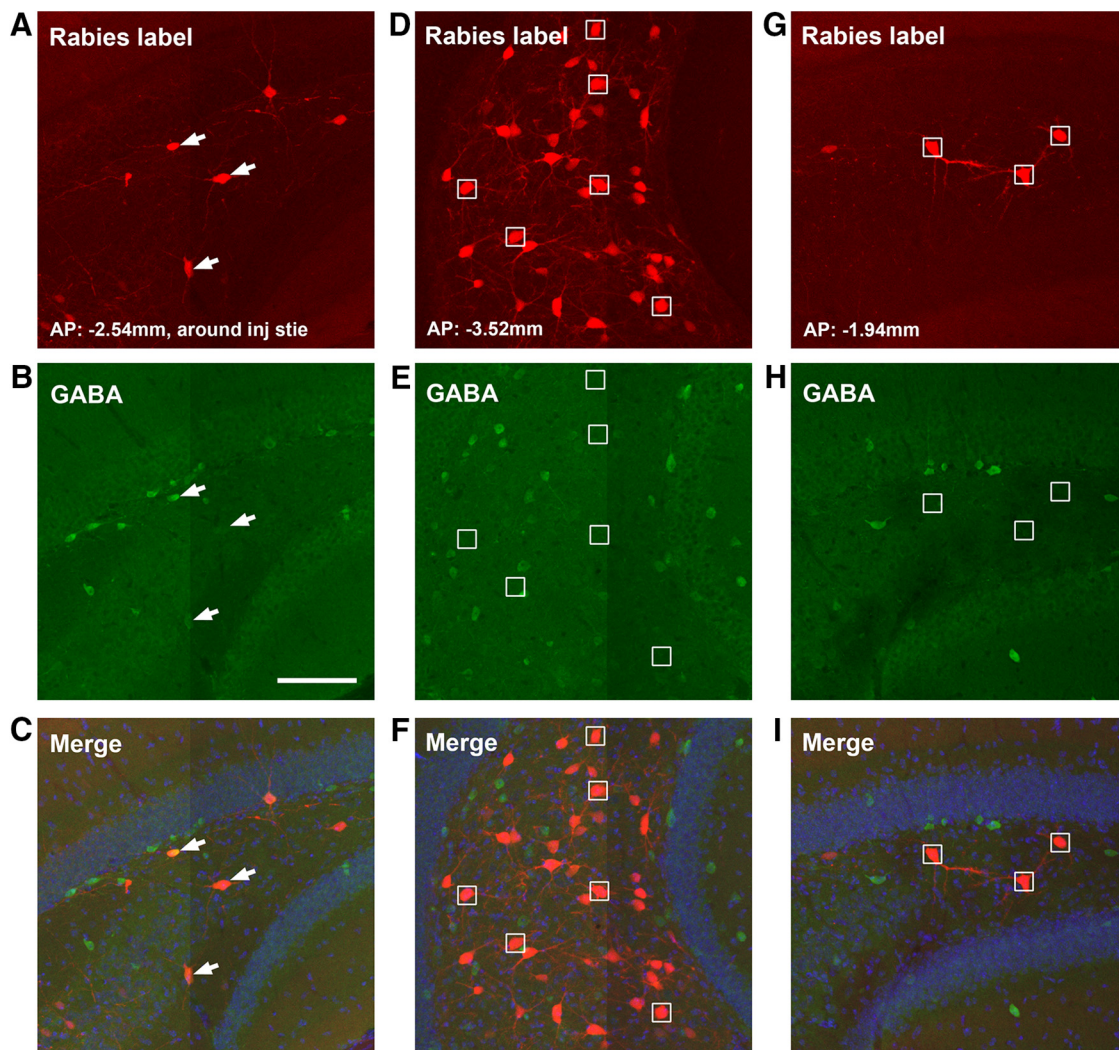 A
Rabies label
AP: -2.54mm, around inj stie
D
Rabies label
AP: -3.52mm
G
Rabies label
AP: -1.94mm
B
GABA
E
GABA
H
GABA
C
Merge
F
Merge
I
Merge